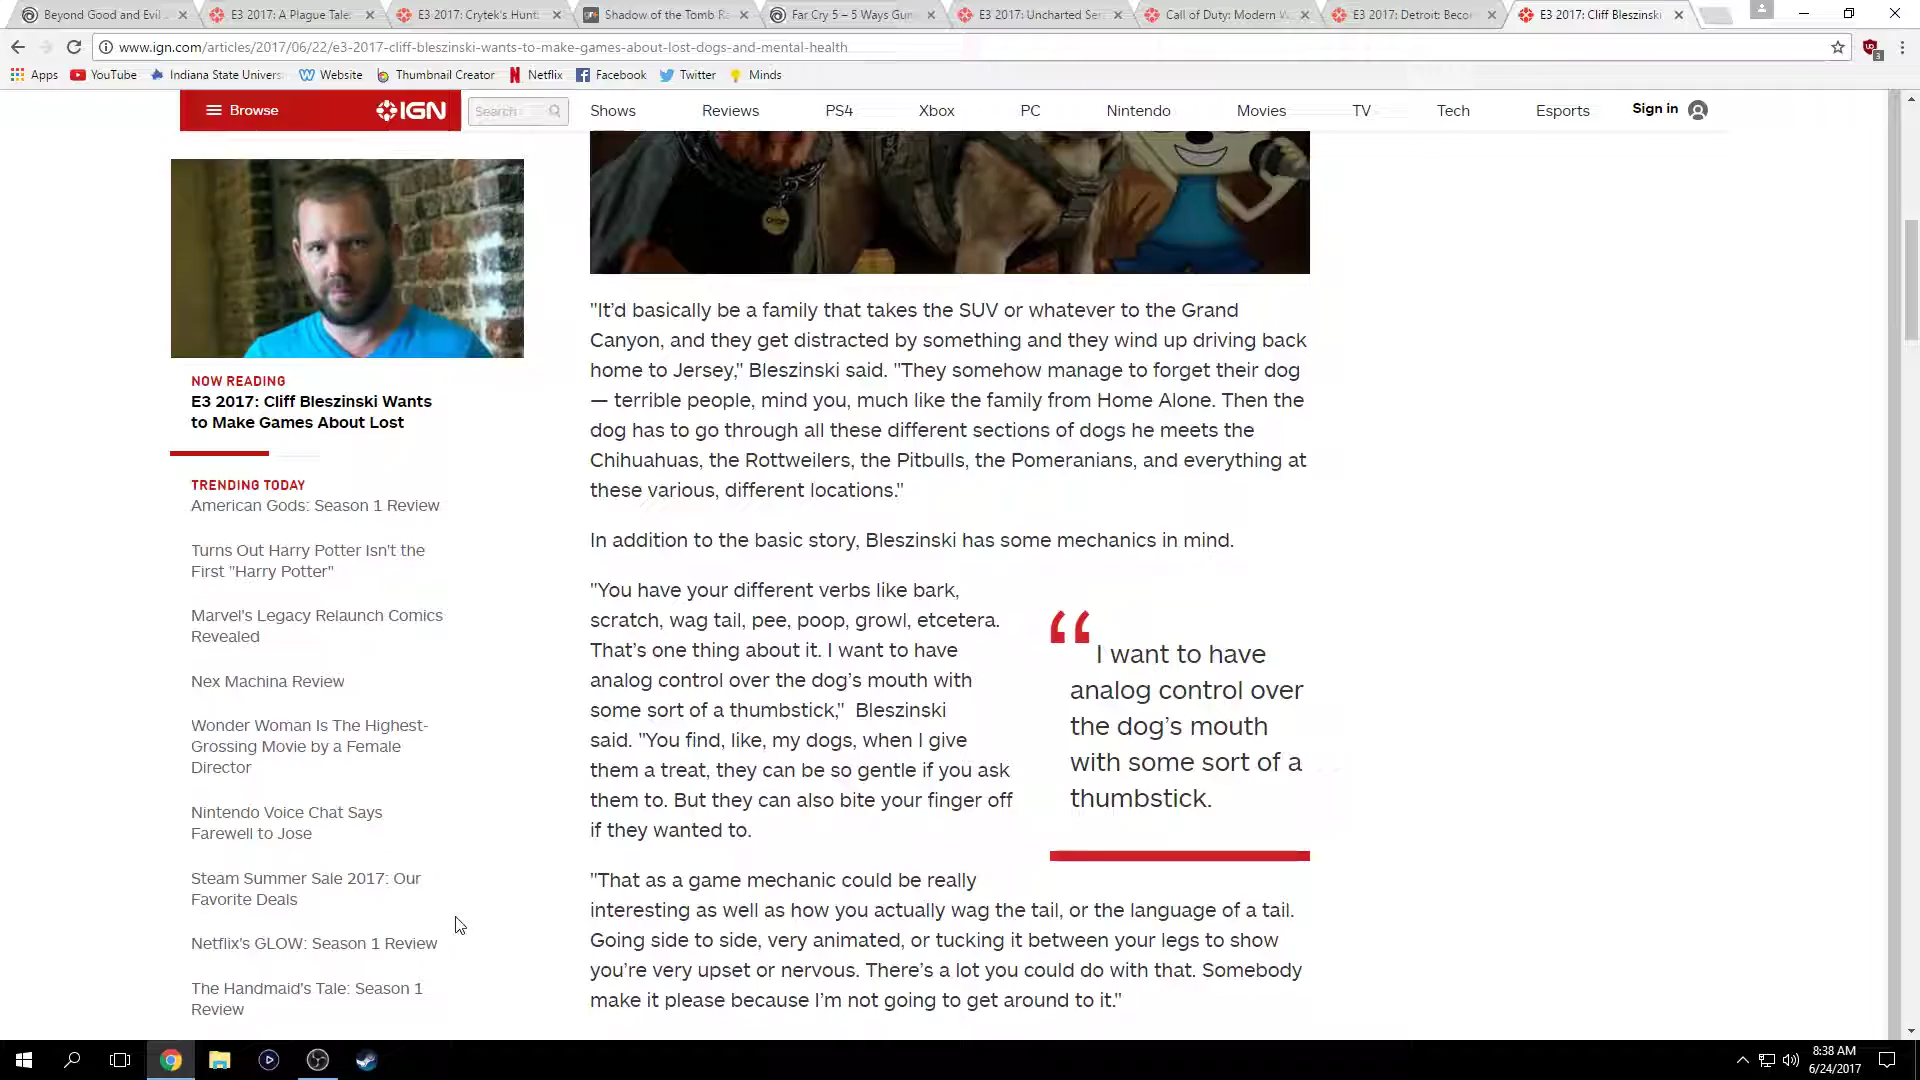 Beyond Good and Evil
E3 2017: A Plague Tale:
E3 2017: Crytek's Hunt:
Shadow of the Tomb R
Far Cry 5 – 5 Ways Gun
E3 2017: Uncharted Ser
Call of Duty: Modern W
E3 2017: Detroit: Becor
E3 2017: Cliff Bleszinski
www.ign.com/articles/2017/06/22/e3-2017-cliff-bleszinski-wants-to-make-games-about-lost-dogs-and-mental-health
3
Apps
YouTube
Indiana State Univers
Website
Thumbnail Creator
Netflix
Facebook
Twitter
Minds
Browse
IGN
Search
Shows
Reviews
PS4
Xbox
PC
Nintendo
Movies
TV
Tech
Esports
Sign in
NOW READING
E3 2017: Cliff Bleszinski Wants
to Make Games About Lost
TRENDING TODAY
American Gods: Season 1 Review
Turns Out Harry Potter Isn't the
First "Harry Potter"
Marvel's Legacy Relaunch Comics
Revealed
Nex Machina Review
Wonder Woman Is The Highest-
Grossing Movie by a Female
Director
Nintendo Voice Chat Says
Farewell to Jose
Steam Summer Sale 2017: Our
Favorite Deals
Netflix's GLOW: Season 1 Review
The Handmaid's Tale: Season 1
Review
"It'd basically be a family that takes the SUV or whatever to the Grand
Canyon, and they get distracted by something and they wind up driving back
home to Jersey," Bleszinski said. "They somehow manage to forget their dog
— terrible people, mind you, much like the family from Home Alone. Then the
dog has to go through all these different sections of dogs he meets the
Chihuahuas, the Rottweilers, the Pitbulls, the Pomeranians, and everything at
these various, different locations."
In addition to the basic story, Bleszinski has some mechanics in mind.
"You have your different verbs like bark,
scratch, wag tail, pee, poop, growl, etcetera.
That's one thing about it. I want to have
analog control over the dog's mouth with
some sort of a thumbstick," Bleszinski
said. "You find, like, my dogs, when I give
them a treat, they can be so gentle if you ask
them to. But they can also bite your finger off
if they wanted to.
“ I want to have
analog control over
the dog's mouth
with some sort of a
thumbstick.
"That as a game mechanic could be really
interesting as well as how you actually wag the tail, or the language of a tail.
Going side to side, very animated, or tucking it between your legs to show
you're very upset or nervous. There's a lot you could do with that. Somebody
make it please because I'm not going to get around to it."
8:38 AM
6/24/2017